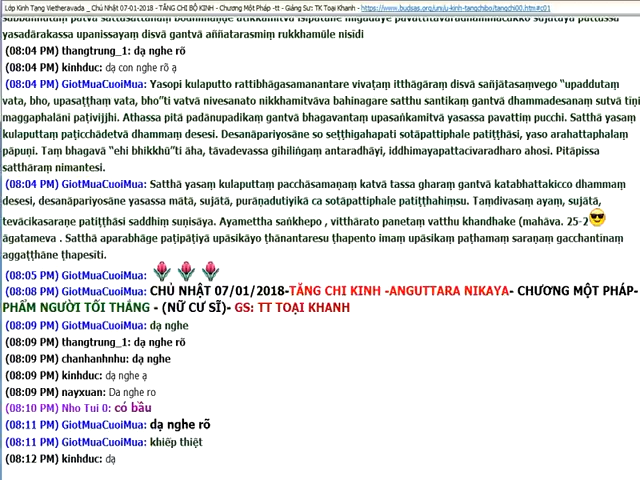 Lớp Kinh Tạng Vietheravada _ Chủ Nhật 07-01-2018 - TĂNG CHI BỘ KINH - Chương Một Pháp -tt - Giảng Sư: TK Toại Khanh - https://www.budsas.org/uni/u-kinh-tangchibo/tangchi00.htm#c01
yasadārakassa upanissayaṃ disvā gantvā aññatarasmiṃ rukkhamūle nisīdi
(08:04 PM) thangtrung_1: dạ nghe rõ
(08:04 PM) kinhduc: dạ con nghe rõ ạ
(08:04 PM) GiotMuaCuoiMua: Yasopi kulaputto rattibhāgasamanantare vivaṭaṃ itthāgāraṃ disvā sañjātasaṃvego “upaddutaṃ
vata, bho, upasaṭṭhaṃ vata, bho”ti vatvā nivesanato nikkhamitvāva bahinagare satthu santikaṃ gantvā dhammadesanaṃ sutvā tīṇi
maggaphalāni paṭivijjhi. Athassa pitā padānupadikaṃ gantvā bhagavantaṃ upasaṅkamitvā yasassa pavattiṃ pucchi. Satthā yasaṃ
kulaputtaṃ paṭicchādetvā dhammaṃ desesi. Desanāpariyosāne so seṭṭhigahapati sotāpattiphale patiṭṭhāsi, yaso arahattaphalaṃ
pāpuṇi. Taṃ bhagavā “ehi bhikkhū”ti āha, tāvadevassa gihiliṅgaṃ antaradhāyi, iddhimayapattacīvaradharo ahosi. Pitāpissa
satthāraṃ nimantesi.
(08:04 PM) GiotMuaCuoiMua: Satthā yasaṃ kulaputtaṃ pacchāsamaṇaṃ katvā tassa gharaṃ gantvā katabhattakicco dhammaṃ
desesi, desanāpariyosāne yasassa mātā, sujātā, purāṇadutiyikā ca sotāpattiphale patiṭṭhahiṃsu. Taṃdivasaṃ ayaṃ, sujātā,
tevācikasaraṇe patiṭṭhāsi saddhiṃ suṇisāya. Ayamettha saṅkhepo , vitthārato panetaṃ vatthu khandhake (mahāva. 25-2
āgatameva . Satthā aparabhāge paṭipāṭiyā upāsikāyo ṭhānantaresu ṭhapento imaṃ upāsikaṃ paṭhamaṃ saraṇaṃ gacchantīnaṃ
aggaṭṭhāne ṭhapesīti.
(08:05 PM) GiotMuaCuoiMua:
(08:08 PM) GiotMuaCuoiMua: CHỦ NHẬT 07/01/2018-TĂNG CHI KINH -ANGUTTARA NIKAYA- CHƯƠNG MỘT PHÁP-
PHẨM NGƯỜI TỐI THẮNG - (NỮ CƯ SĨ)- GS: TT TOẠI KHANH
(08:09 PM) GiotMuaCuoiMua: dạ nghe
(08:09 PM) thangtrung_1: dạ nghe rõ
(08:09 PM) chanhanhnhu: dạ nghe
(08:09 PM) kinhduc: dạ nghe ạ
(08:09 PM) nayxuan: Da nghe ro
(08:10 PM) Nho Tui 0: có bầu
(08:11 PM) GiotMuaCuoiMua: dạ nghe rõ
(08:11 PM) GiotMuaCuoiMua: khiếp thiệt
(08:12 PM) kinhduc: dạ